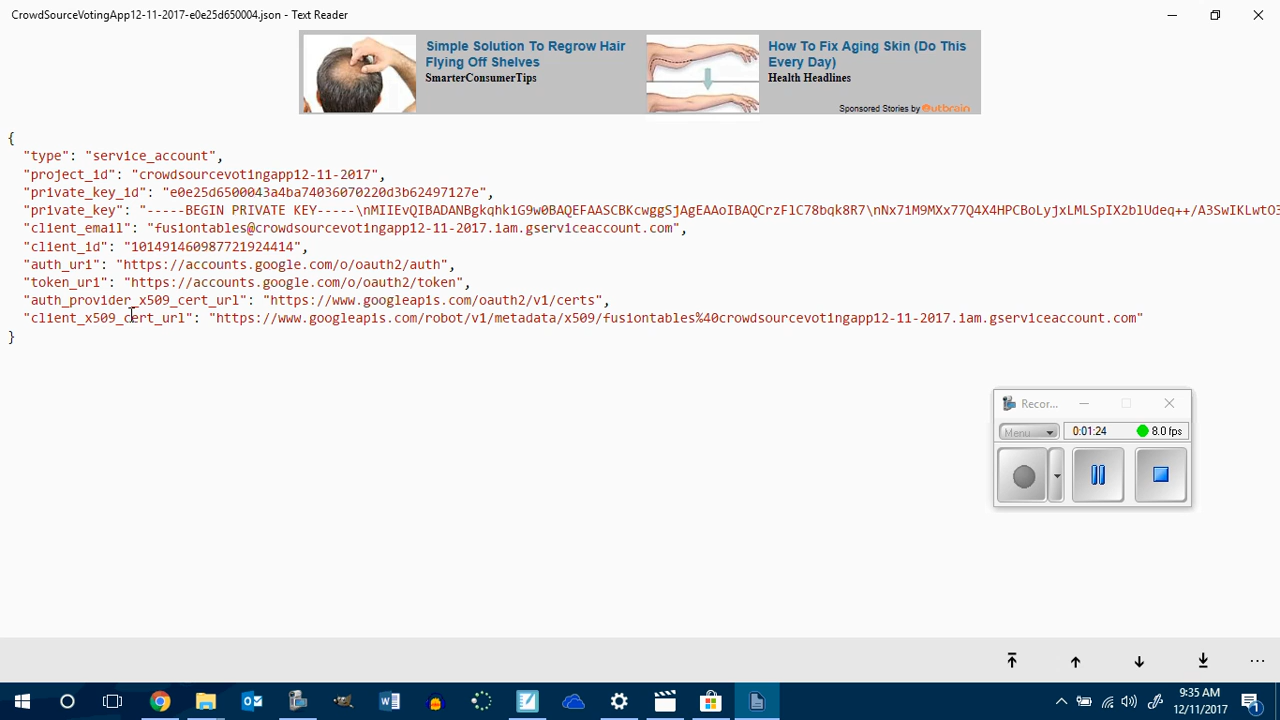 CrowdSourceVotingApp12-11-2017-e0e25d650004.json - Text Reader
Simple Solution To Regrow Hair Flying Off Shelves
SmarterConsumerTips
How To Fix Aging Skin (Do This Every Day)
Health Headlines
Sponsored Stories by Outbrain
{
"type": "service_account",
"project_id": "crowdsourcevotingapp12-11-2017",
"private_key_id": "e0e25d6500043a4ba74036070220d3b62497127e",
"private_key": "-----BEGIN PRIVATE KEY-----
"client_email": "fusiontables@crowdsourcevotingapp12-11-2017.iam.gserviceaccount.com",
"client_id": "101491460987721924414",
"auth_uri": "https://accounts.google.com/o/oauth2/auth",
"token_uri": "https://accounts.google.com/o/oauth2/token",
"auth_provider_x509_cert_url": "https://www.googleapis.com/oauth2/v1/certs",
"client_x509_cert_url": "https://www.googleapis.com/robot/v1/metadata/x509/fusiontables%40crowdsourcevotingapp12-11-2017.iam.gserviceaccount.com"
}
Recor...
Menu
0:01:24
8.0 fps
9:35 AM
12/11/2017
1